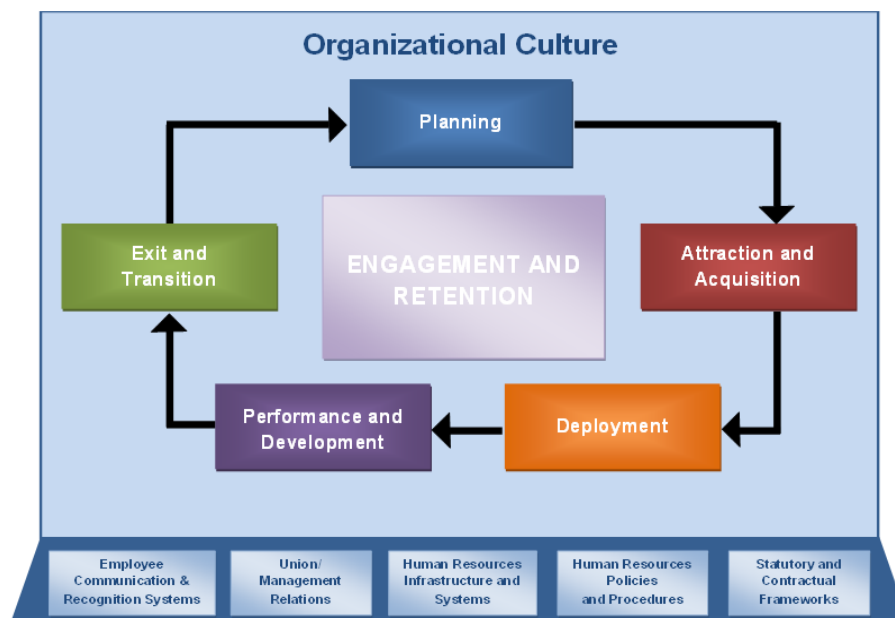 Organizational Culture
Planning
Exit and
Transition
ENGAGEMENT AND
RETENTION
Attraction and
Acquisition
Performance and
Development
Deployment
Employee
Communication &
Recognition Systems
Union/
Management
Relations
Human Resources
Infrastructure and
Systems
Human Resources
Policies
and Procedures
Statutory and
Contractual
Frameworks